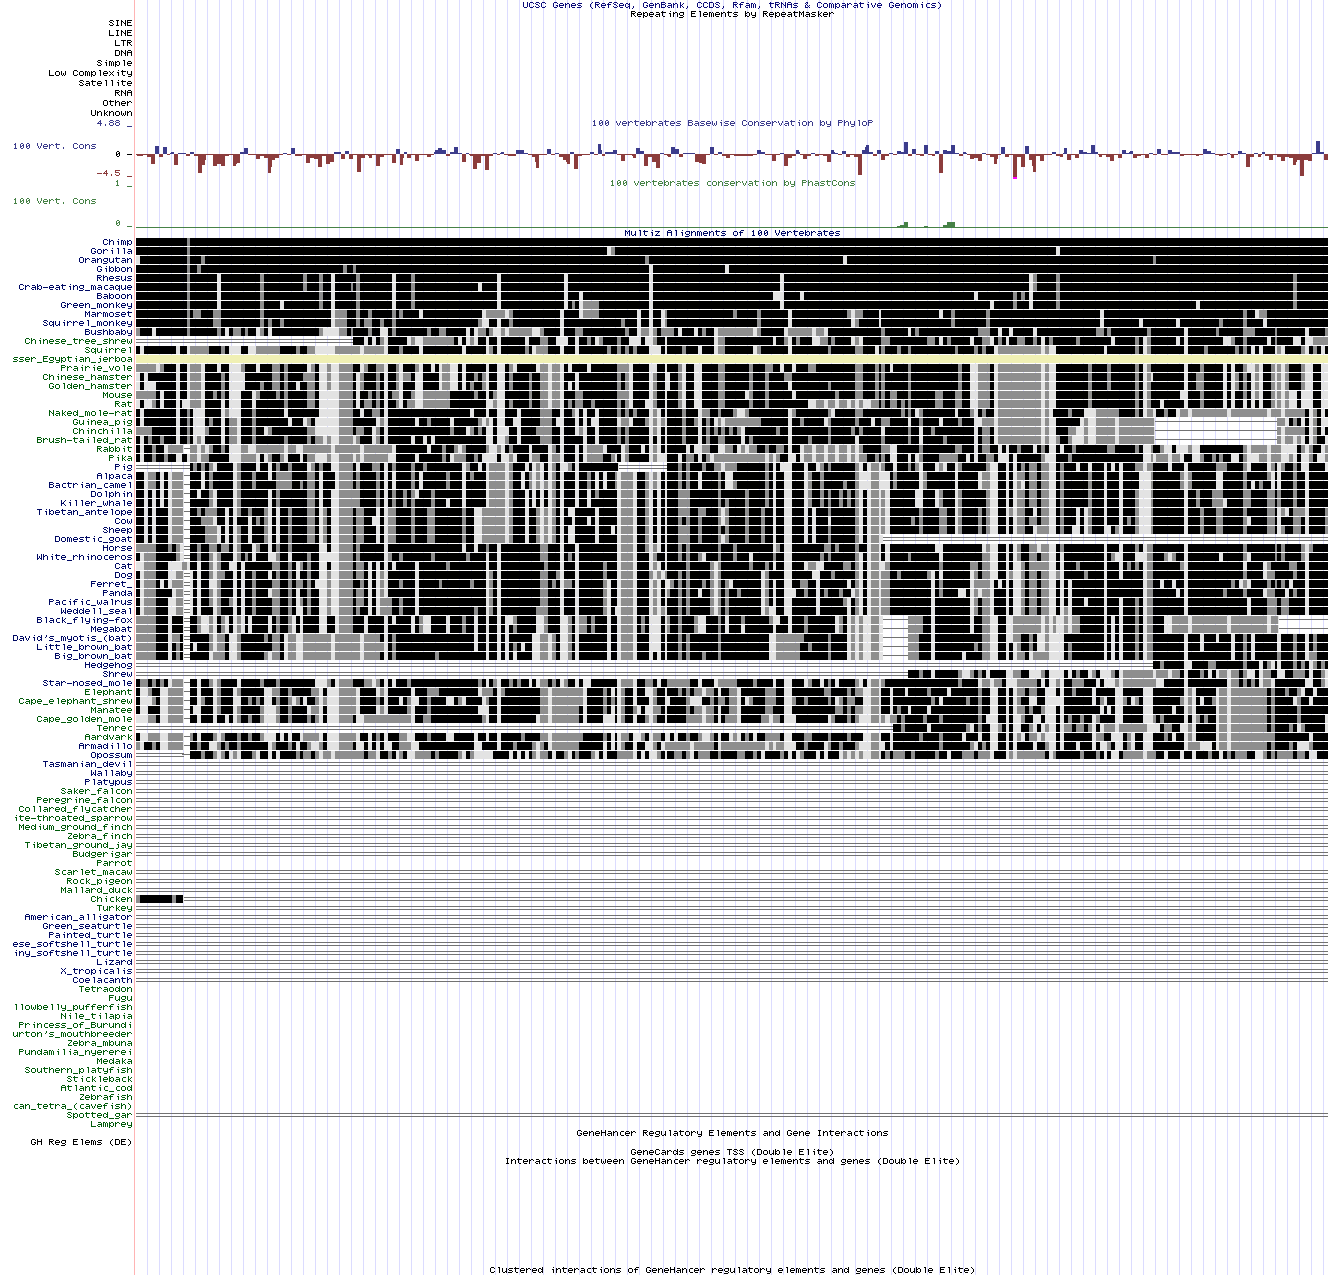 UCSC Genes (RefSeq, GenBank, CCDS, Rfam, tRNAs & Comparative Genomics)
Repeating Elements by RepeatMasker
SINE
LINE
LTR
DNA
Simple
Low Complexity
Satellite
RNA
Other
Unknown
4.88 _
100 vertebrates Basewise Conservation by PhyloP
100 Vert. Cons
0 _
-4.5 _
1 _
100 vertebrates conservation by PhastCons
100 Vert. Cons
0 _
Multiz Alignments of 100 Vertebrates
Chimp
Gorilla
Orangutan
Gibbon
Rhesus
Crab-eating_macaque
Baboon
Green_monkey
Marmoset
Squirrel_monkey
Bushbaby
Chinese_tree_shrew
Squirrel
sser_Egyptian_jerboa
Prairie_vole
Chinese_hamster
Golden_hamster
Mouse
Rat
Naked_mole-rat
Guinea_pig
Chinchilla
Brush-tailed_rat
Rabbit
Pika
Pig
Alpaca
Bactrian_camel
Dolphin
Killer_whale
Tibetan_antelope
Cow
Sheep
Domestic_goat
Horse
White_rhinoceros
Cat
Dog
Ferret_
Panda
Pacific_walrus
Weddell_seal
Black_flying-fox
Megabat
David's_myotis_(bat)
Little_brown_bat
Big_brown_bat
Hedgehog
Shrew
Star-nosed_mole
Elephant
Cape_elephant_shrew
Manatee
Cape_golden_mole
Tenrec
Aardvark
Armadillo
Opossum
Tasmanian_devil
Wallaby
Platypus
Saker_falcon
Peregrine_falcon
Collared_flycatcher
ite-throated_sparrow
Medium_ground_finch
Zebra_finch
Tibetan_ground_jay
Budgerigar
Parrot
Scarlet_macaw
Rock_pigeon
Mallard_duck
Chicken
Turkey
American_alligator
Green_seaturtle
Painted_turtle
ese_softshell_turtle
iny_softshell_turtle
Lizard
X_tropicalis
Coelacanth
Tetraodon
Fugu
llowbelly_pufferfish
Nile_tilapia
Princess_of_Burundi
urton's_mouthbreeder
Zebra_mbuna
Pundamilia_nyererei
Medaka
Southern_platyfish
Stickleback
Atlantic_cod
Zebrafish
can_tetra_(cavefish)
Spotted_gar
Lamprey
GeneHancer Regulatory Elements and Gene Interactions
GH Reg Elems (DE)
GeneCards genes TSS (Double Elite)
Interactions between GeneHancer regulatory elements and genes (Double Elite)
Clustered interactions of GeneHancer regulatory elements and genes (Double Elite)